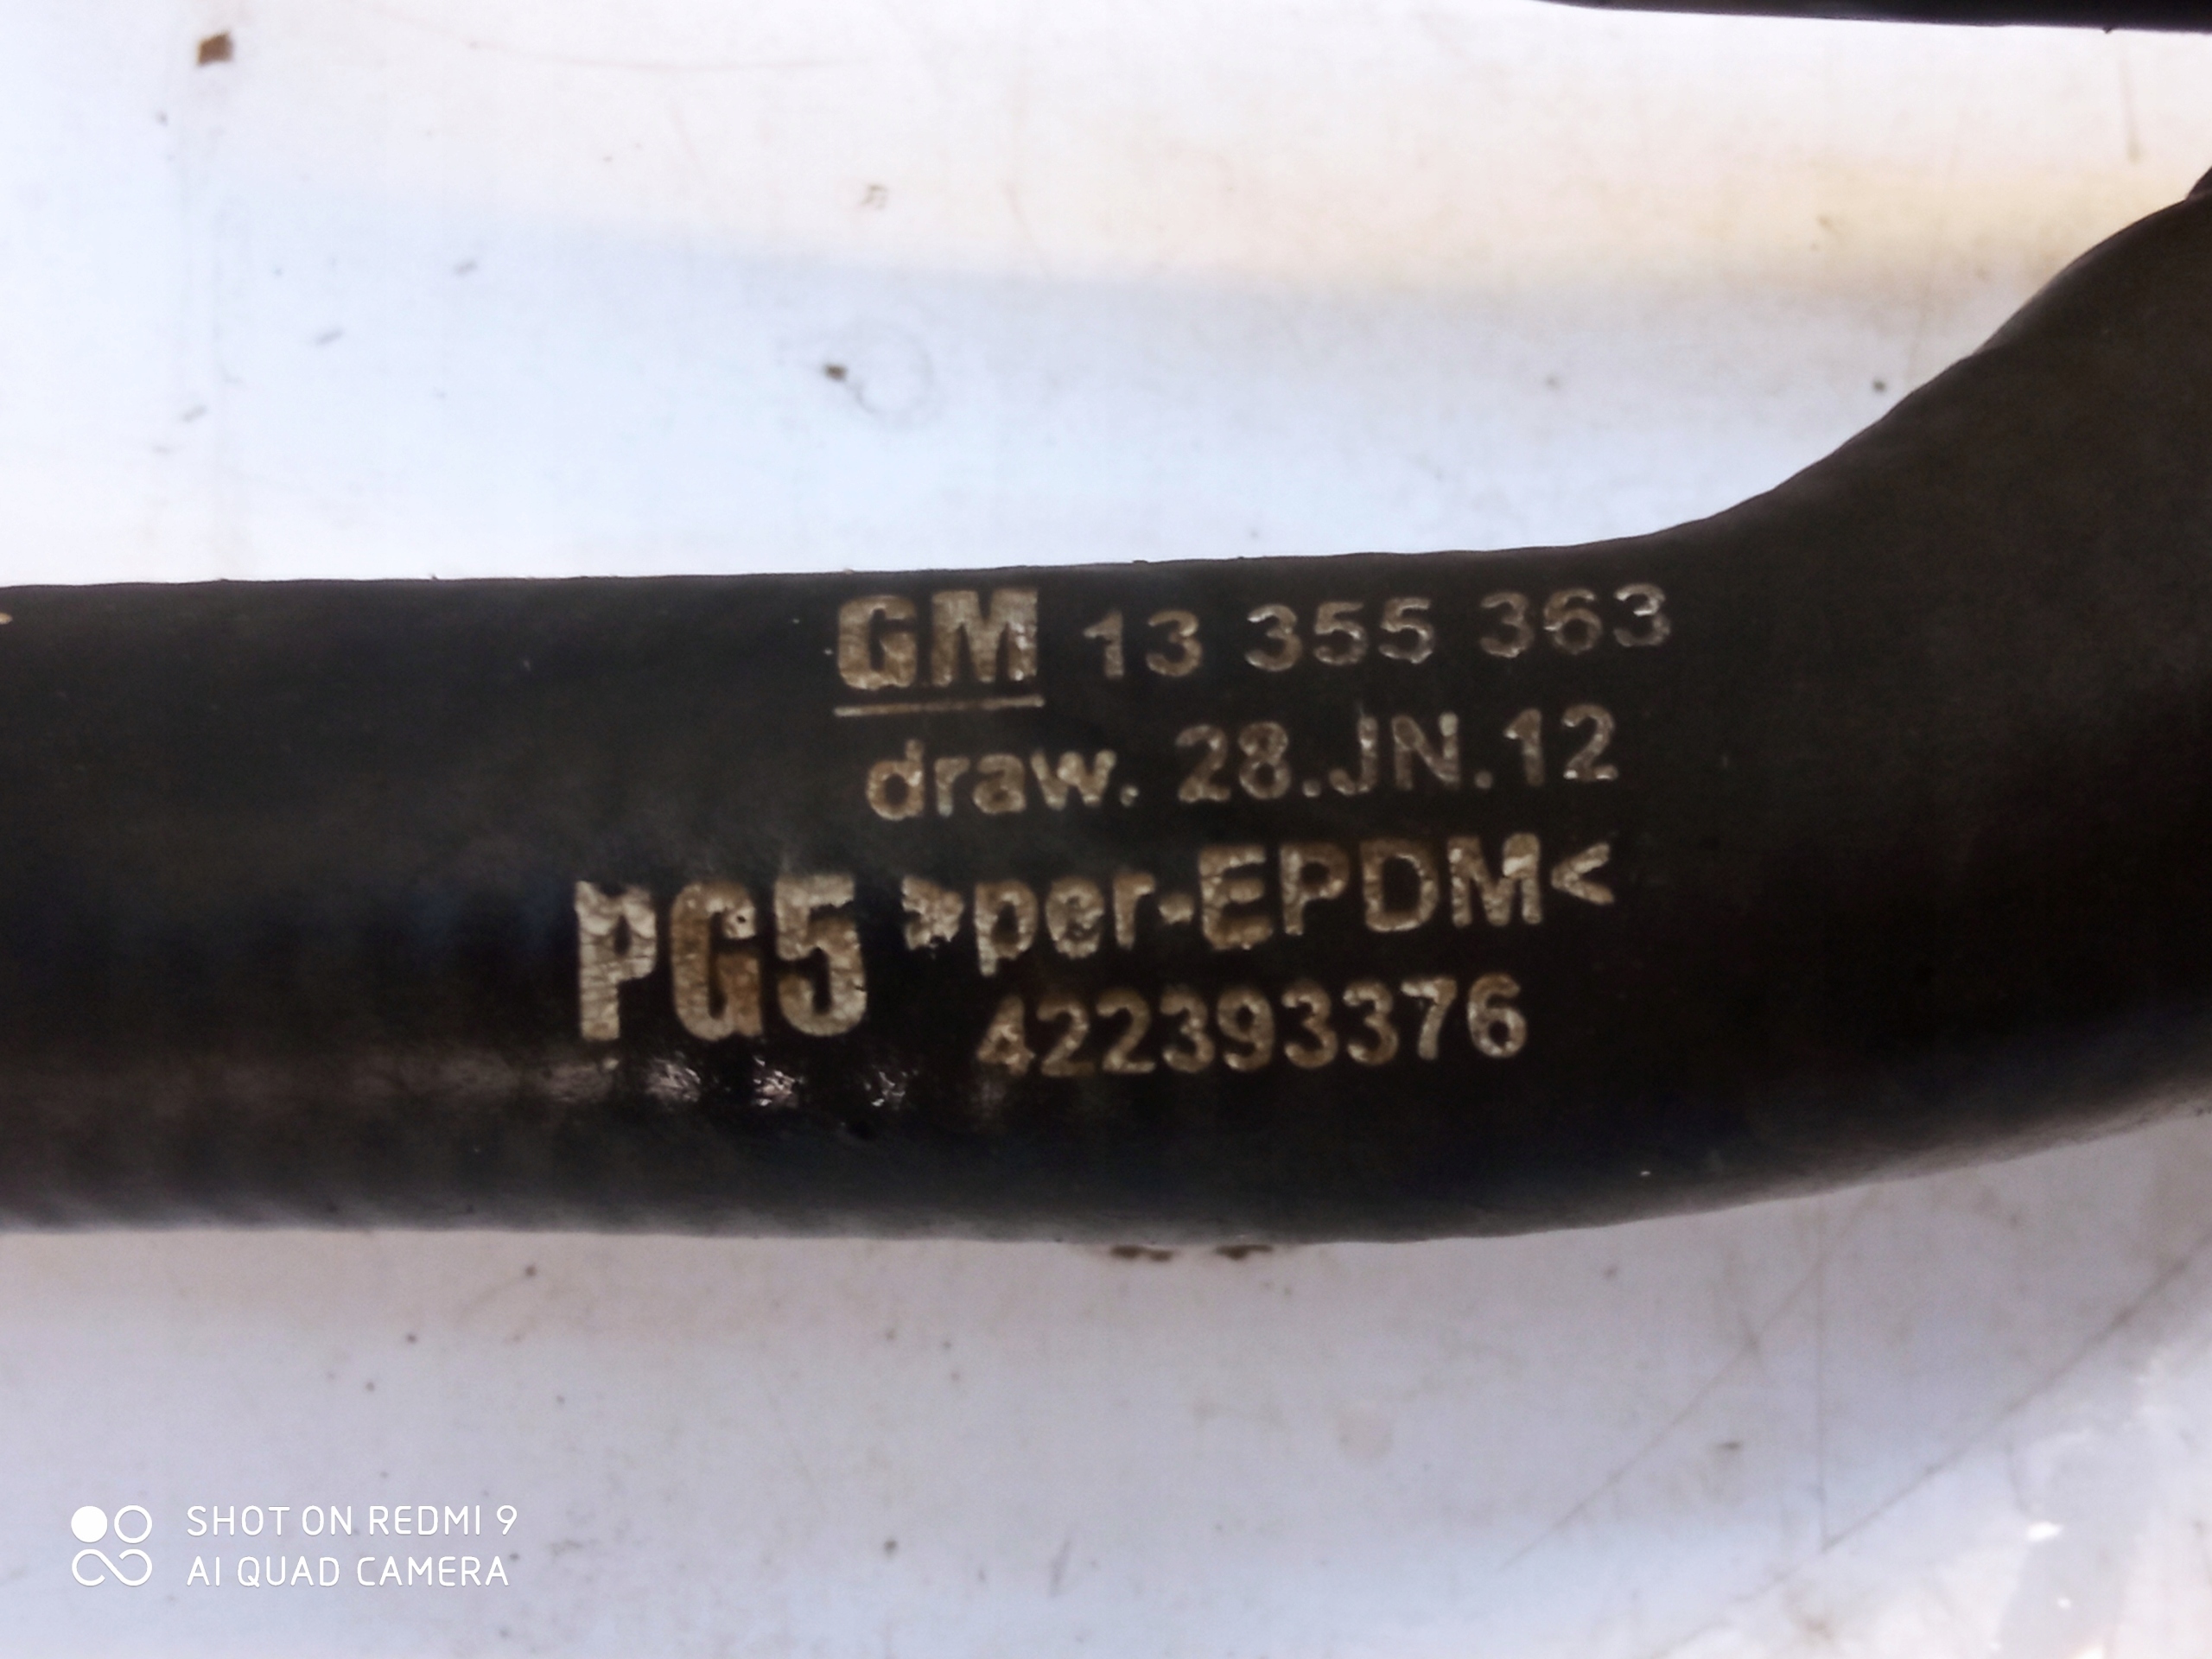 GM 13 355 363
draw. 28.JN.12
PG5 >per-EPDM<
422393376
SHOT ON REDMI 9
AI QUAD CAMERA